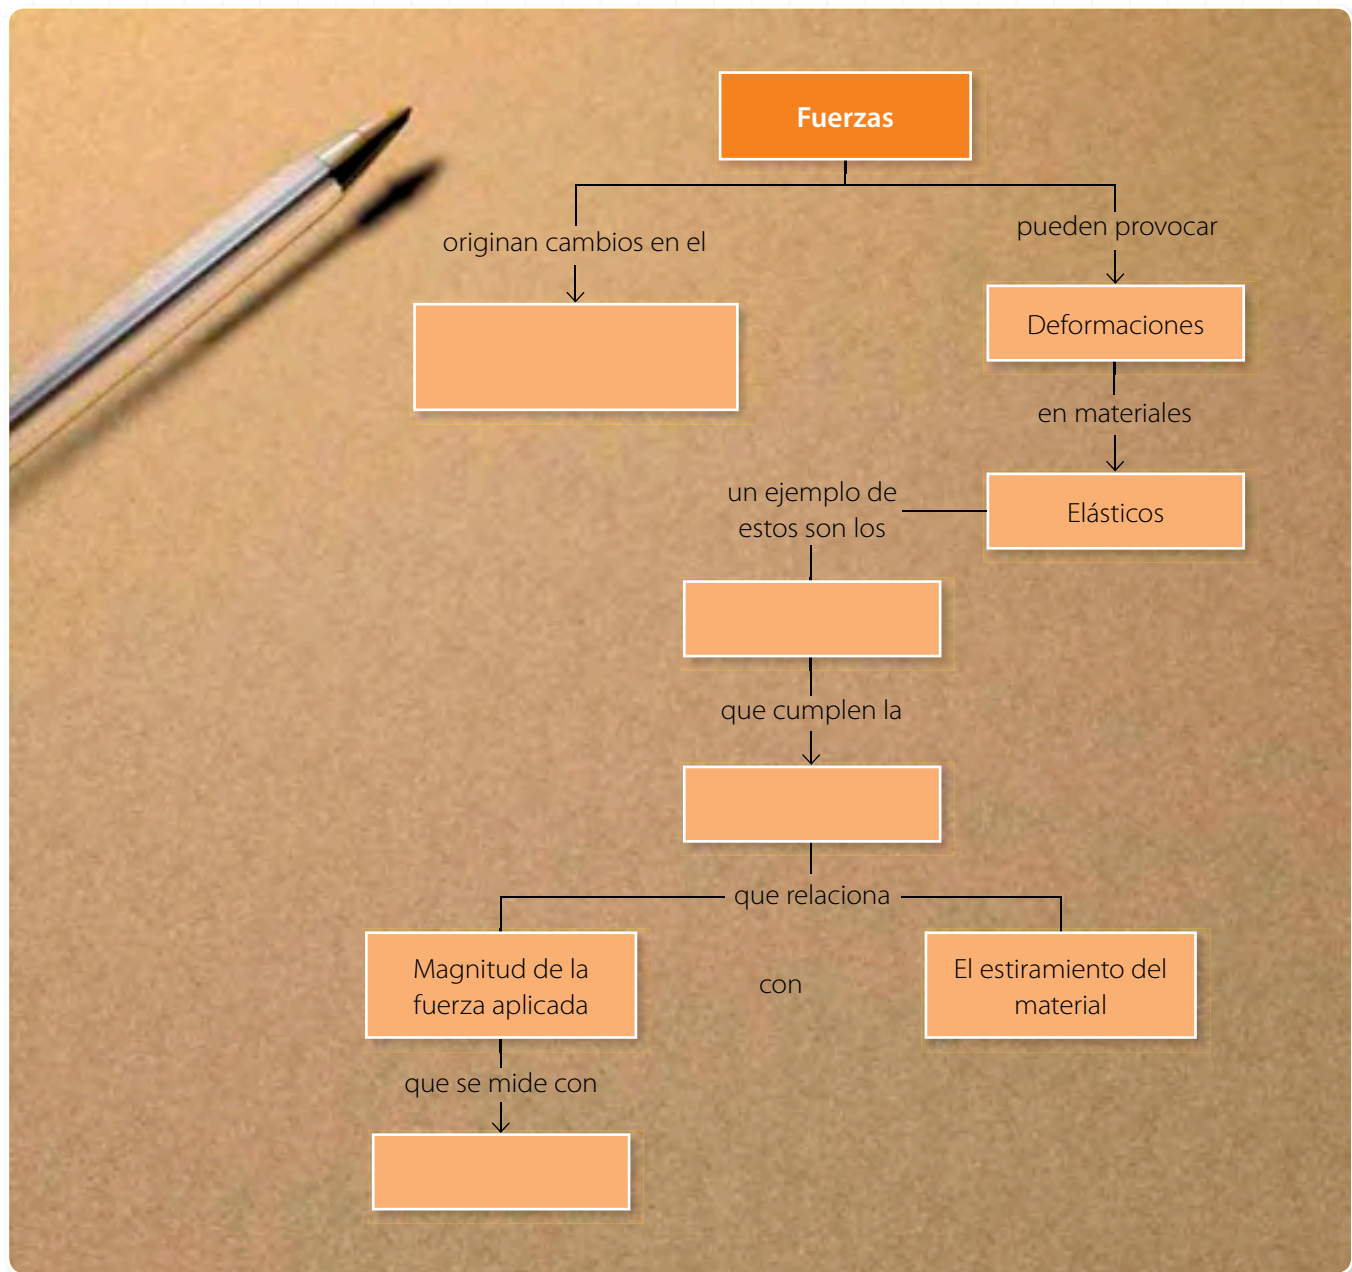 Fuerzas
originan cambios en el
pueden provocar
Deformaciones
en materiales
Elásticos
un ejemplo de
estos son los
que cumplen la
que relaciona
Magnitud de la
fuerza aplicada
con
El estiramiento del
material
que se mide con